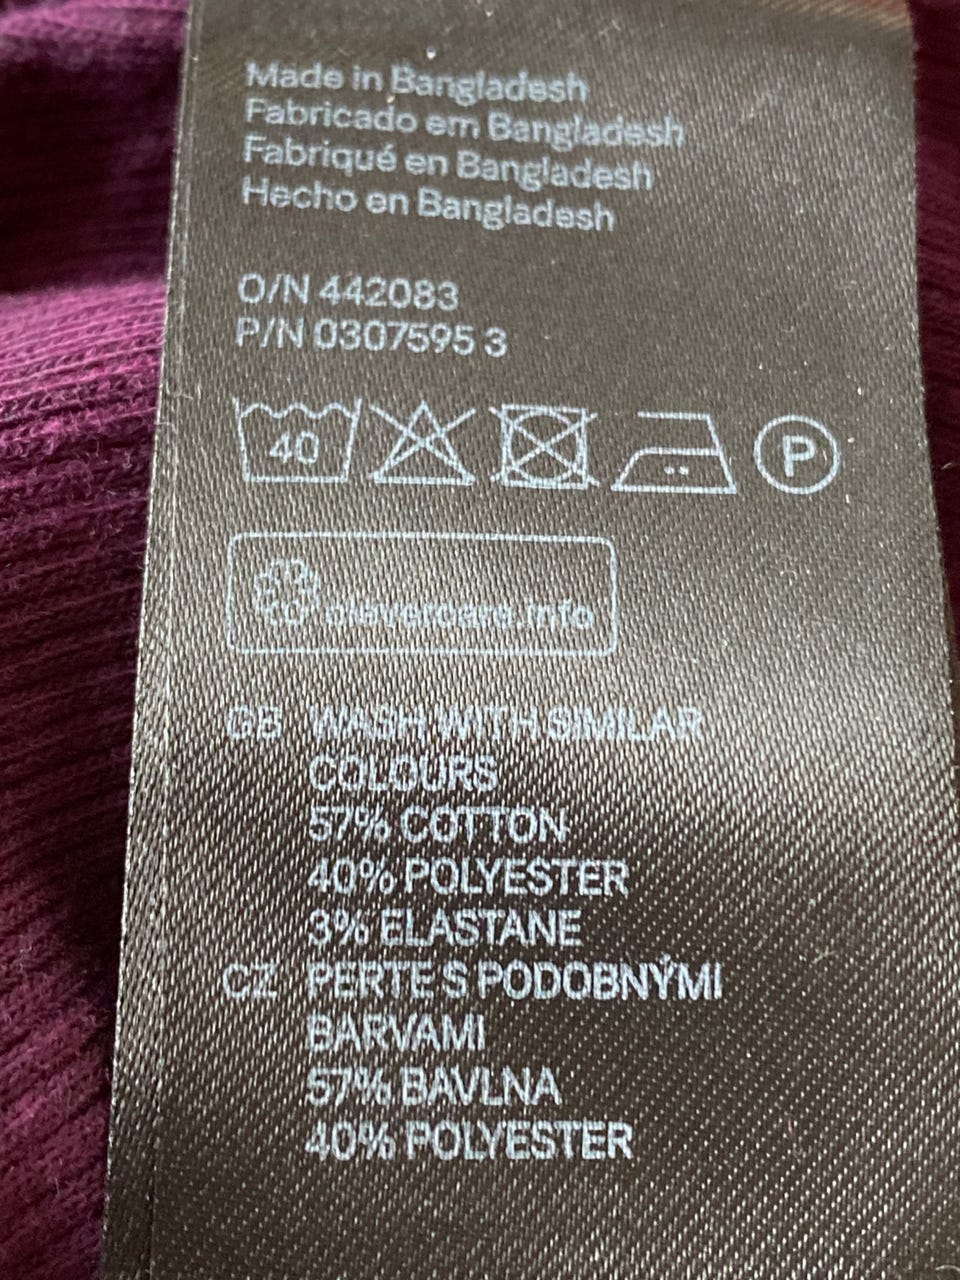 Made in Bangladesh
Fabricado em Bangladesh
Fabriqué en Bangladesh
Hecho en Bangladesh
O/N 442083
P/N 0307595 3
40 P
clevercare.info
GB WASH WITH SIMILAR
COLOURS
57% COTTON
40% POLYESTER
3% ELASTANE
CZ PERTE S PODOBNÝMI
BARVAMI
57% BAVLNA
40% POLYESTER